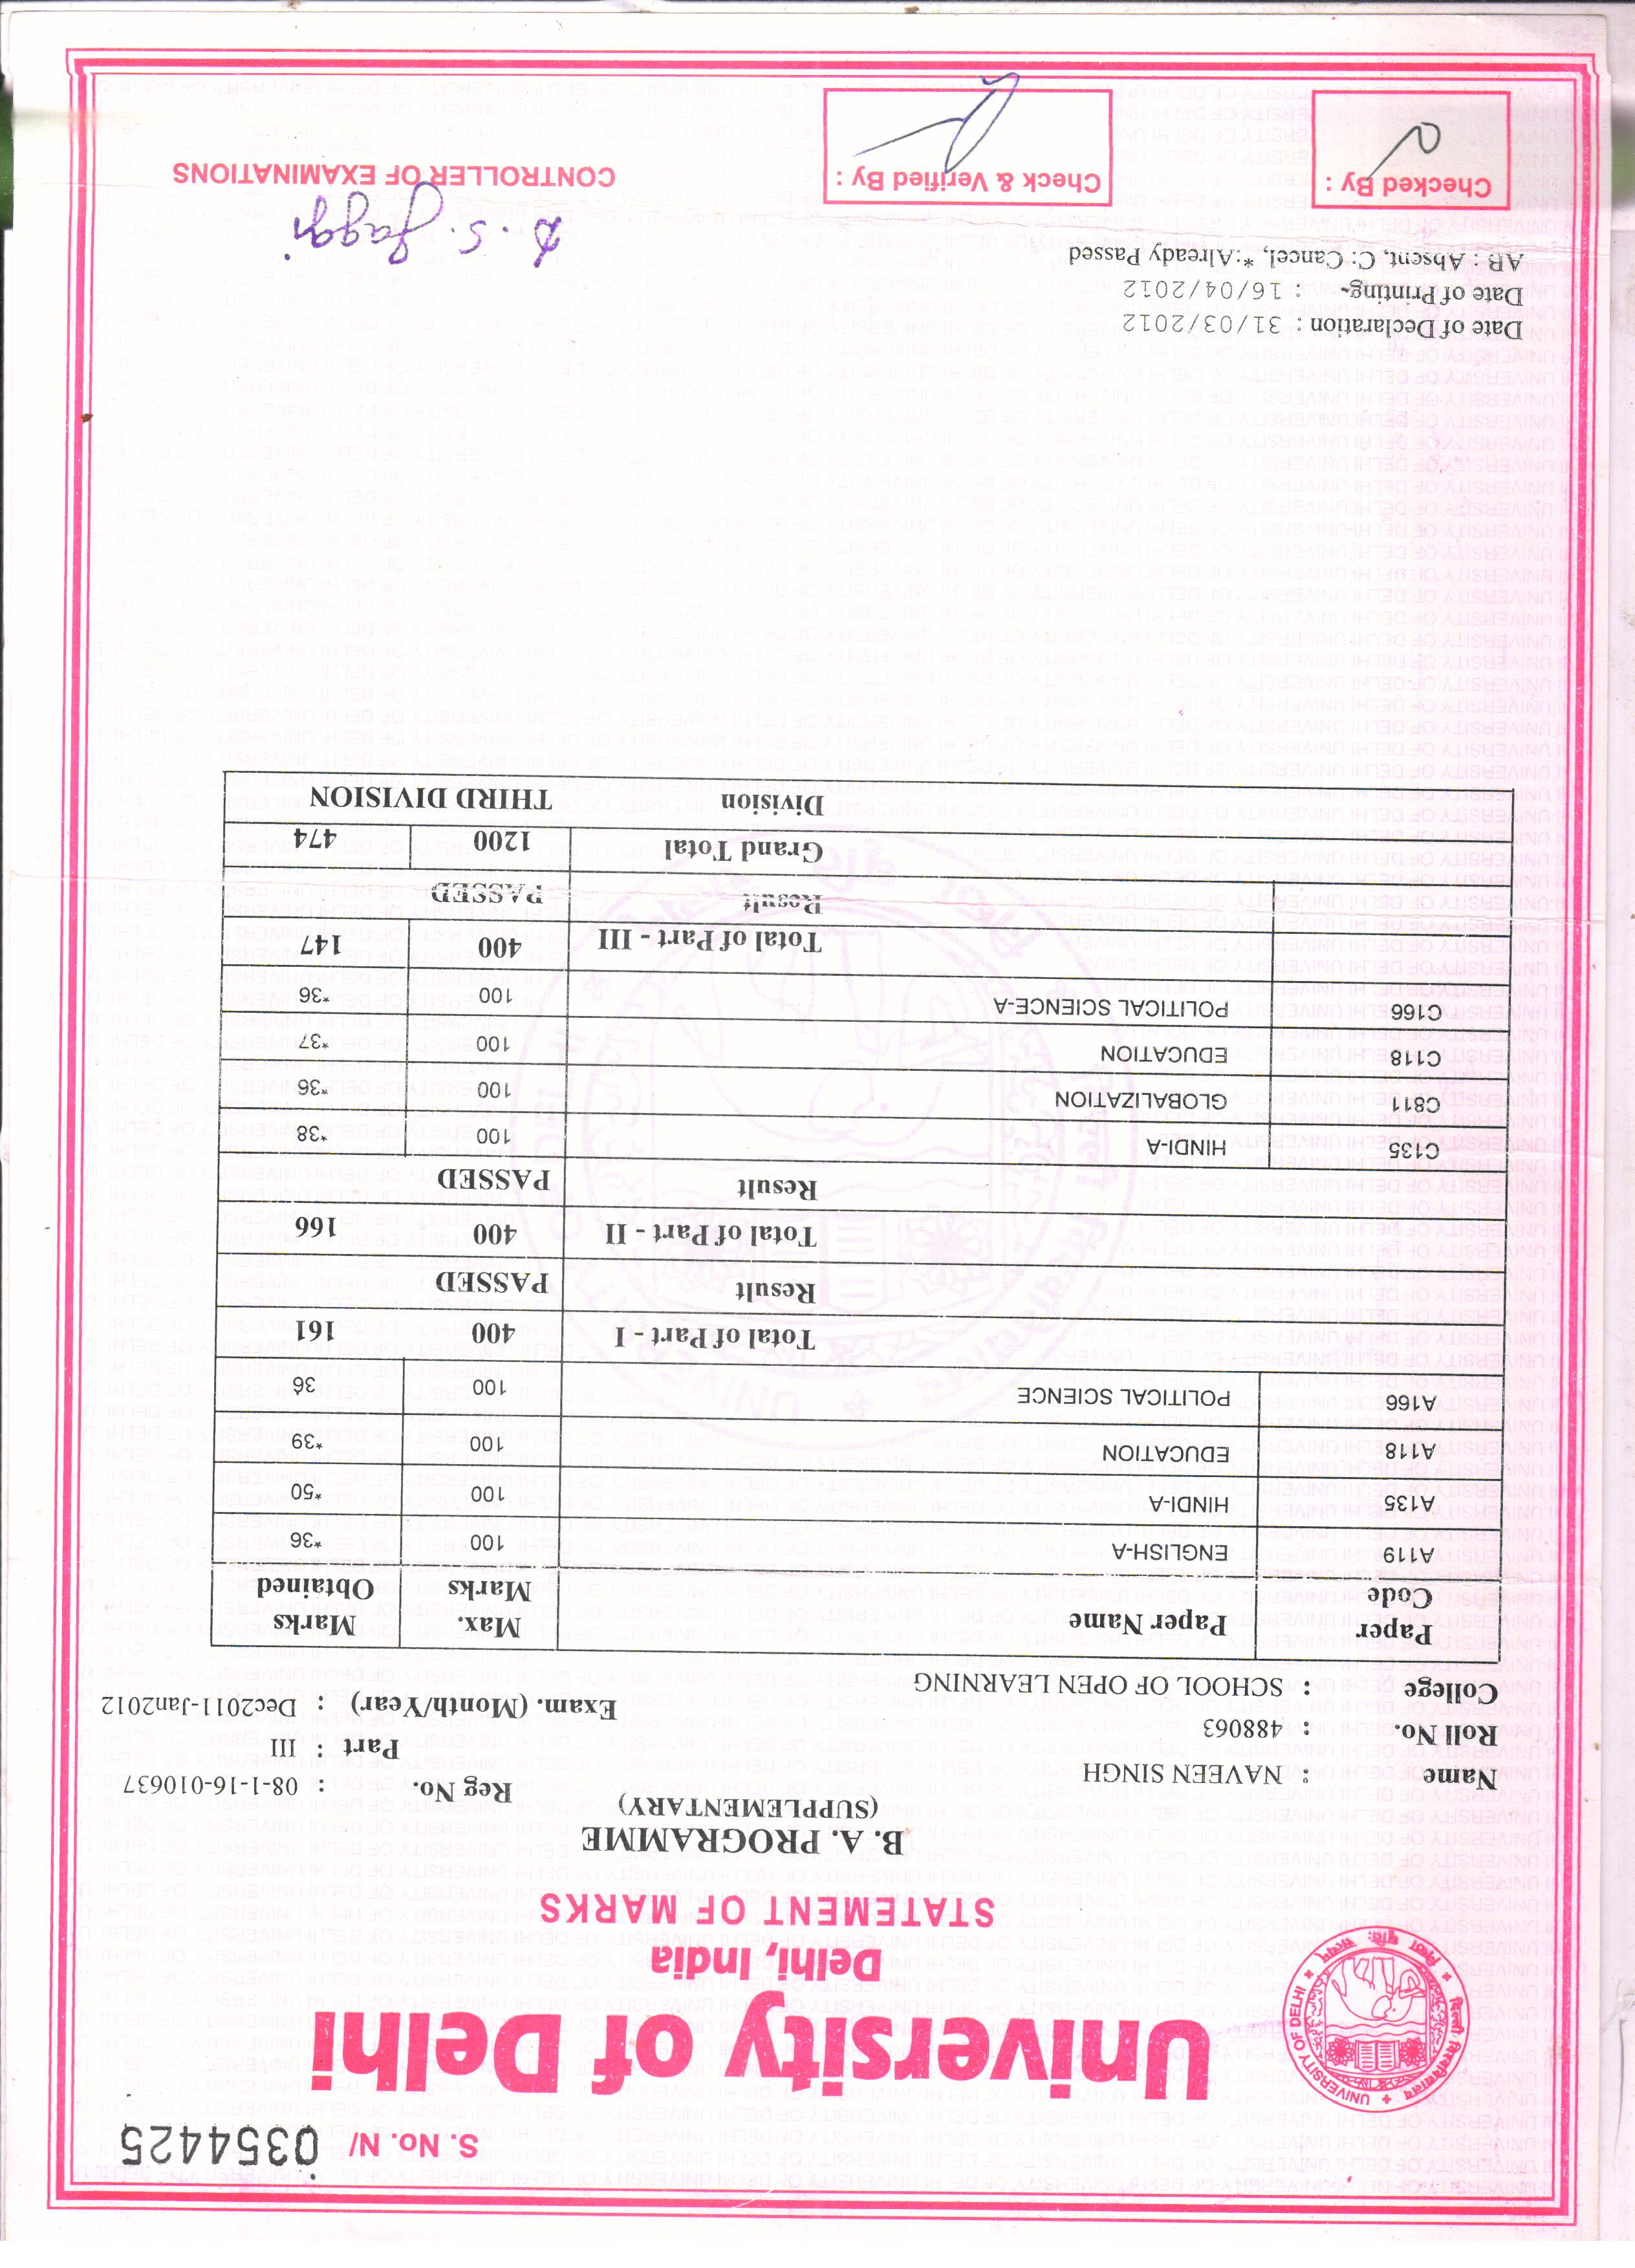 S. No. N/ 0354425
दिल्ली विश्वविद्यालय + UNIVERSITY OF DELHI
निष्ठा धृतिः सत्यम्
University of Delhi
Delhi, India
STATEMENT OF MARKS
B. A. PROGRAMME
(SUPPLEMENTARY)
Name : NAVEEN SINGH Reg No. : 08-1-16-010637
Roll No. : 488063 Part : III
College : SCHOOL OF OPEN LEARNING Exam. (Month/Year) : Dec2011-Jan2012
Paper Code Paper Name Max. Marks Marks Obtained
A119 ENGLISH-A 100 *36
A135 HINDI-A 100 *50
A118 EDUCATION 100 *39
A166 POLITICAL SCIENCE 100 36
Total of Part - I 400 161
Result PASSED
Total of Part - II 400 166
Result PASSED
C135 HINDI-A 100 *38
C811 GLOBALIZATION 100 *36
C118 EDUCATION 100 *37
C166 POLITICAL SCIENCE-A 100 *36
Total of Part - III 400 147
Result PASSED
Grand Total 1200 474
Division THIRD DIVISION
Date of Declaration : 31/03/2012
Date of Printing- : 16/04/2012
AB : Absent, C: Cancel, *:Already Passed
D. S. Jaggi
Checked By : Check & Verified By : CONTROLLER OF EXAMINATIONS